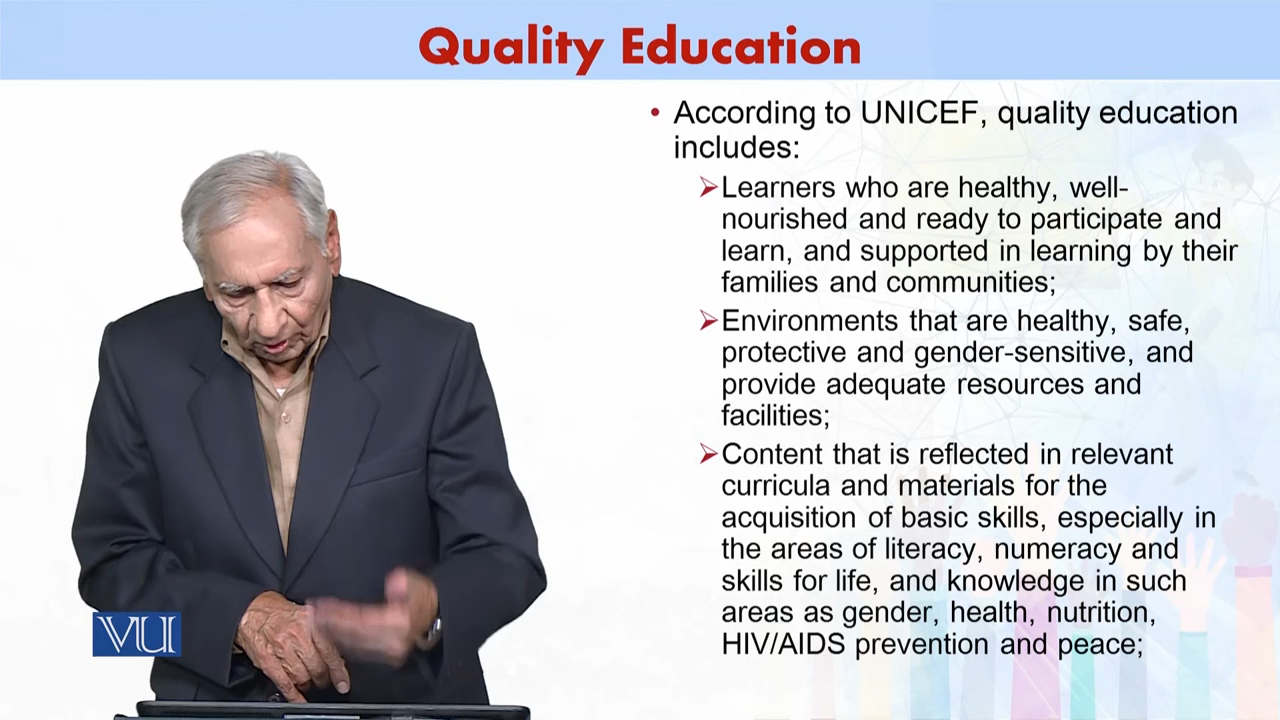 Quality Education
• According to UNICEF, quality education
includes:
➢Learners who are healthy, well-
nourished and ready to participate and
learn, and supported in learning by their
families and communities;
➢Environments that are healthy, safe,
protective and gender-sensitive, and
provide adequate resources and
facilities;
➢Content that is reflected in relevant
curricula and materials for the
acquisition of basic skills, especially in
the areas of literacy, numeracy and
skills for life, and knowledge in such
areas as gender, health, nutrition,
HIV/AIDS prevention and peace;
VU